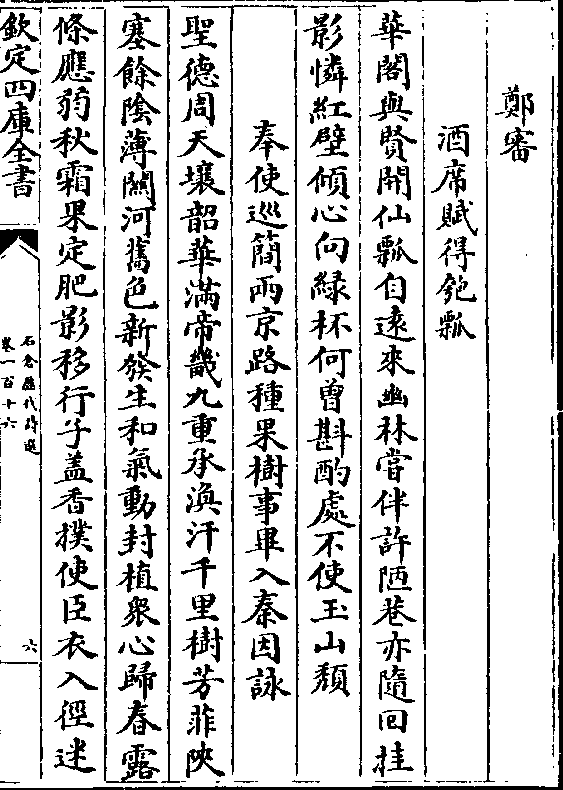 鄭審
酒席賦得匏瓢
華閣與賢開仙瓢自遠來幽林嘗伴許陋巷亦隨回挂
影憐紅壁傾心向緑杯何曾斟酌處不使玉山頽
奉使巡簡兩京路種果樹事畢入秦因詠
聖德周天壤韶華滿帝畿九重承渙汗千里樹芳菲陜
塞餘陰薄關河舊色新發生和氣動封植衆心歸春露
條應弱秋霜果定肥影移行子蓋香撲使臣衣入徑迷
欽定四庫全書
石倉歷代詩選
卷一百十六
六